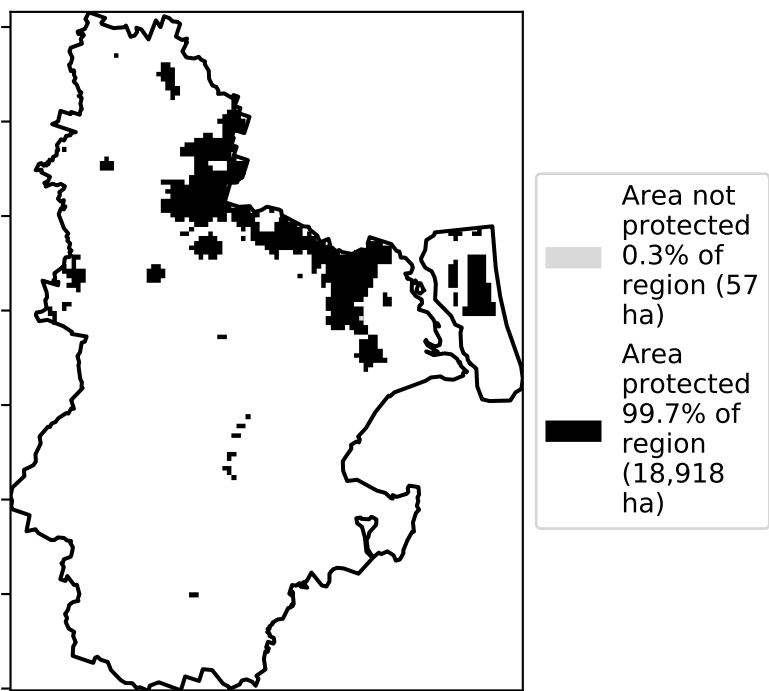 Area not
protected
0.3% of
region (57
ha)
Area
protected
99.7% of
region
(18,918
ha)